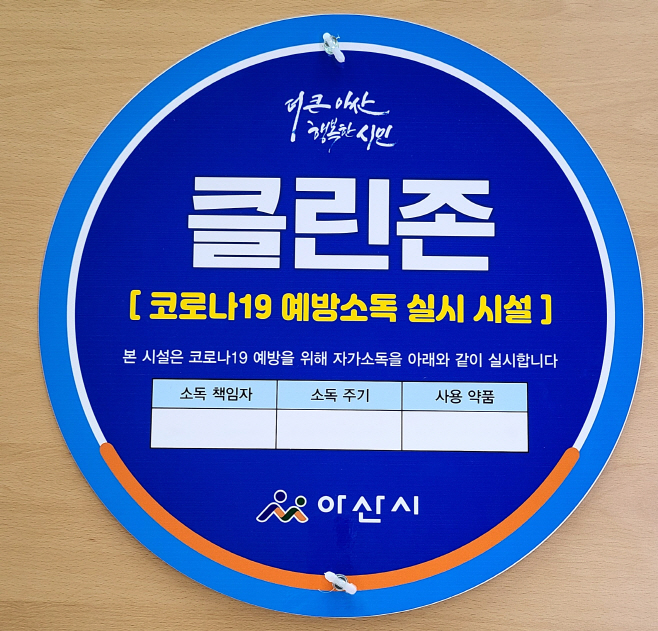 더 큰 아산
행복한 시민
클린존
[ 코로나19 예방소독 실시 시설 ]
본 시설은 코로나19 예방을 위해 자가소독을 아래와 같이 실시합니다
소독 책임자 소독 주기 사용 약품
아산시